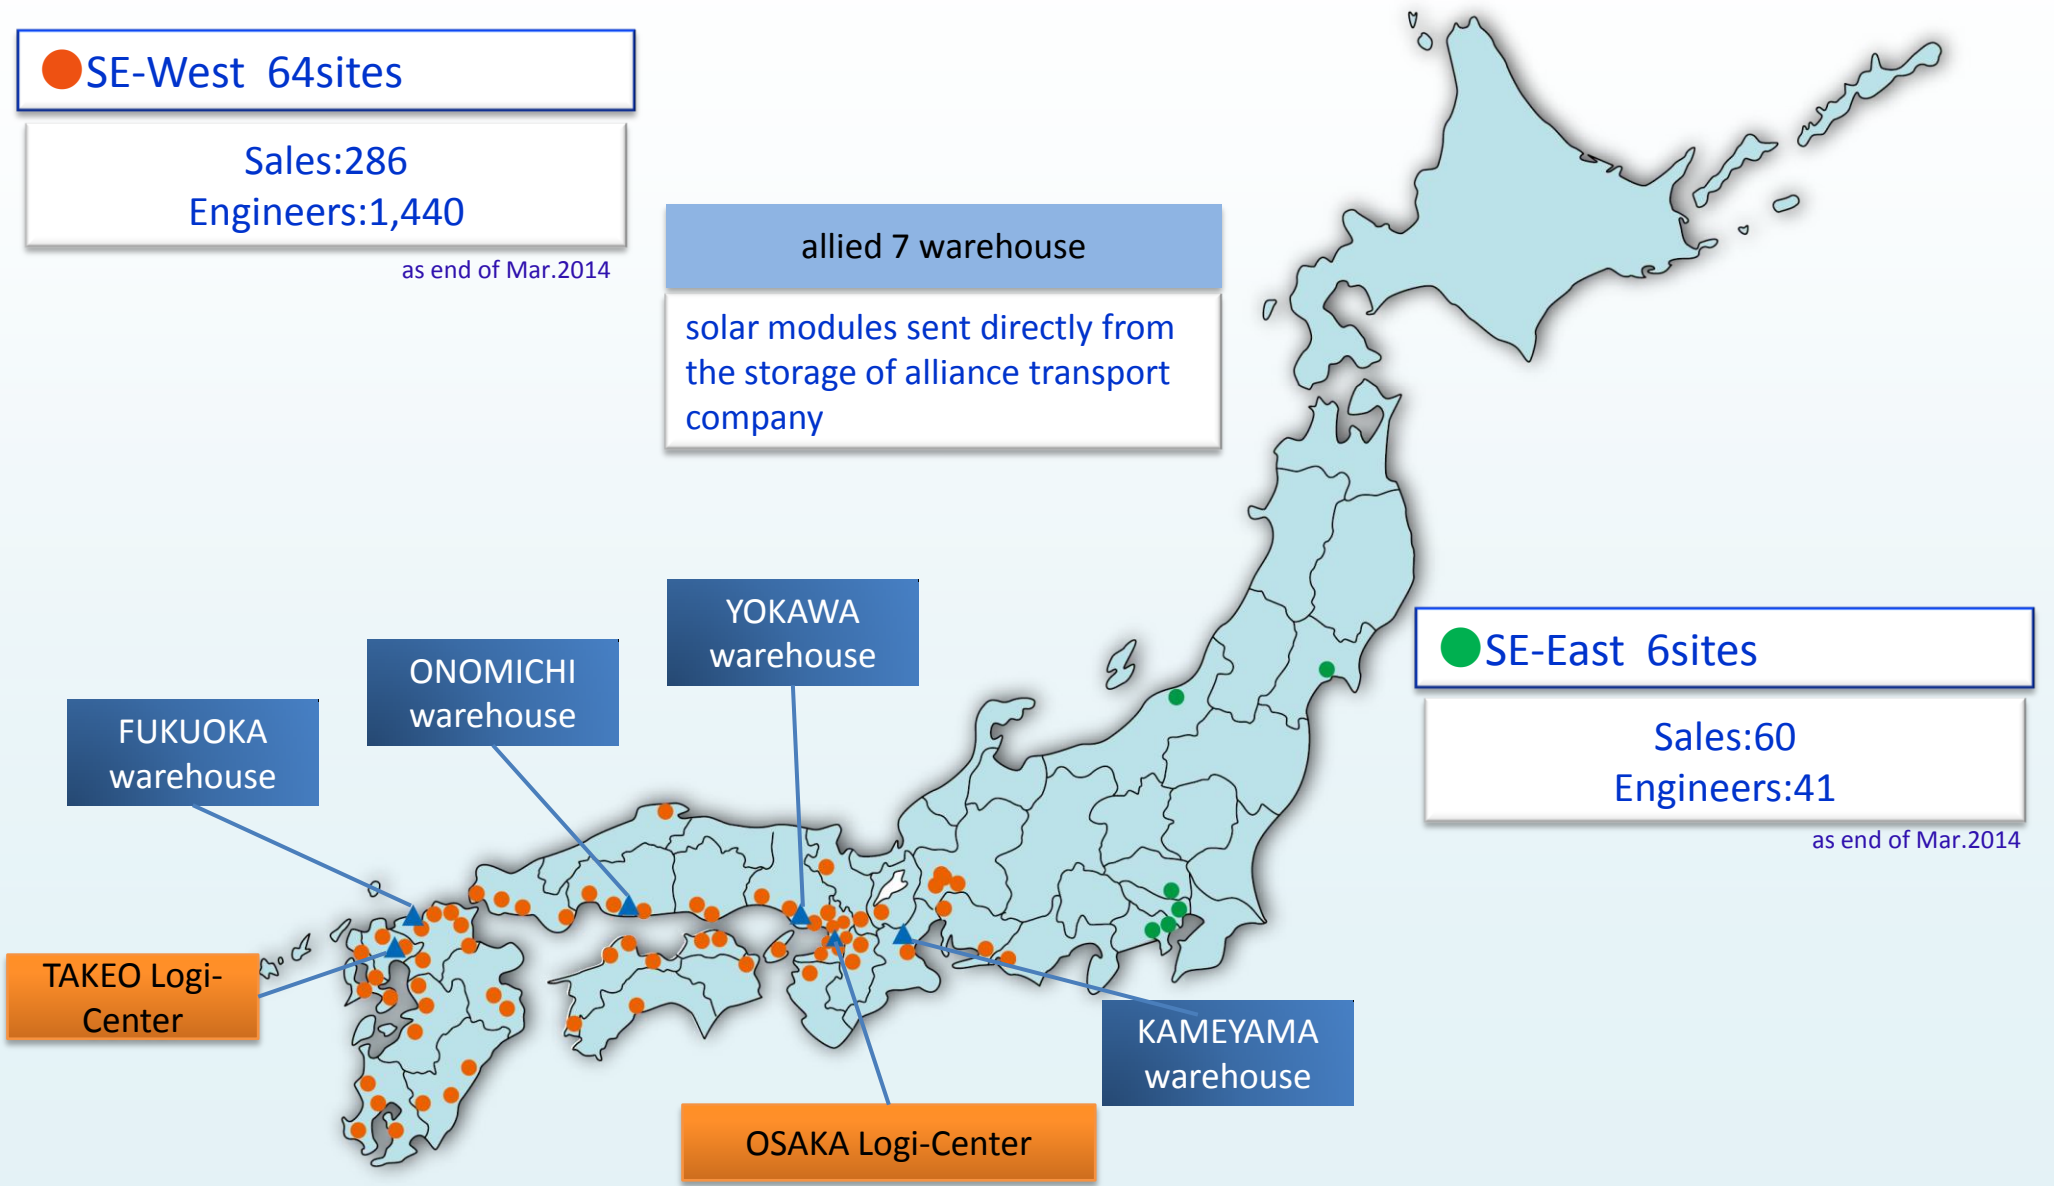 SE-West 64sites
Sales:286
Engineers:1,440
as end of Mar.2014
allied 7 warehouse
solar modules sent directly from
the storage of alliance transport
company
YOKAWA
warehouse
ONOMICHI
warehouse
FUKUOKA
warehouse
SE-East 6sites
Sales:60
Engineers:41
as end of Mar.2014
TAKEO Logi-
Center
KAMEYAMA
warehouse
OSAKA Logi-Center